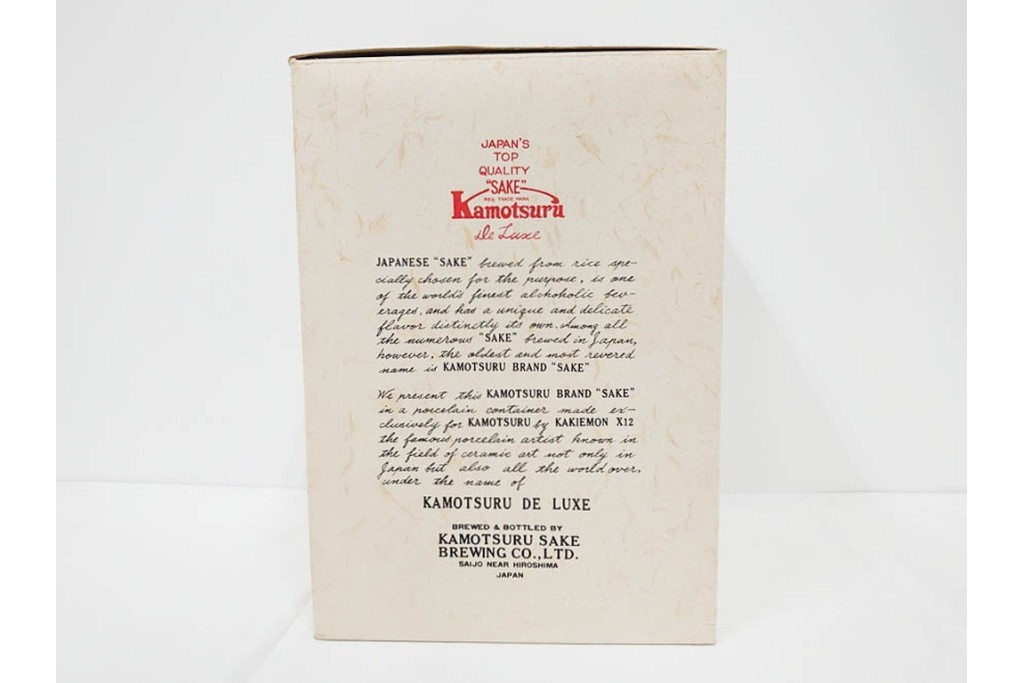 JAPAN'S
TOP
QUALITY
"SAKE"
REG. TRADE MARK
Kamotsuru
De Luxe
JAPANESE "SAKE" brewed from rice spe-
cially chosen for the purpose, is one
of the world's finest alchoholic bev-
erages, and has a unique and delicate
flavor distinctly its own. Among all
the numerous "SAKE" brewed in Japan,
however, the oldest and most revered
name is KAMOTSURU BRAND "SAKE"
We present this KAMOTSURU BRAND "SAKE"
in a porcelain container made ex-
clusively for KAMOTSURU by KAKIEMON X12
the famous porcelain artist known in
the field of ceramic art not only in
Japan but also all the world over,
under the name of
KAMOTSURU DE LUXE
BREWED & BOTTLED BY
KAMOTSURU SAKE
BREWING CO.,LTD.
SAIJO NEAR HIROSHIMA
JAPAN